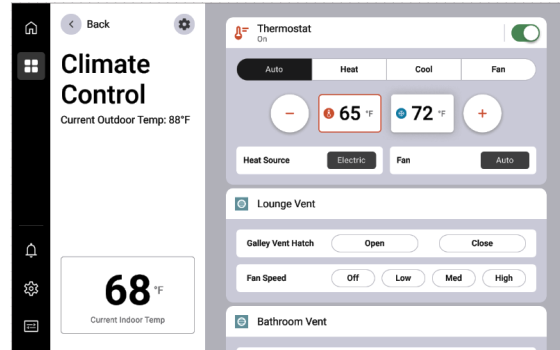 Back
Climate
Control
Current Outdoor Temp: 88°F
68 °F
Current Indoor Temp
Thermostat
On
Auto Heat Cool Fan
− 65 °F 72 °F +
Heat Source Electric Fan Auto
Lounge Vent
Galley Vent Hatch Open Close
Fan Speed Off Low Med High
Bathroom Vent